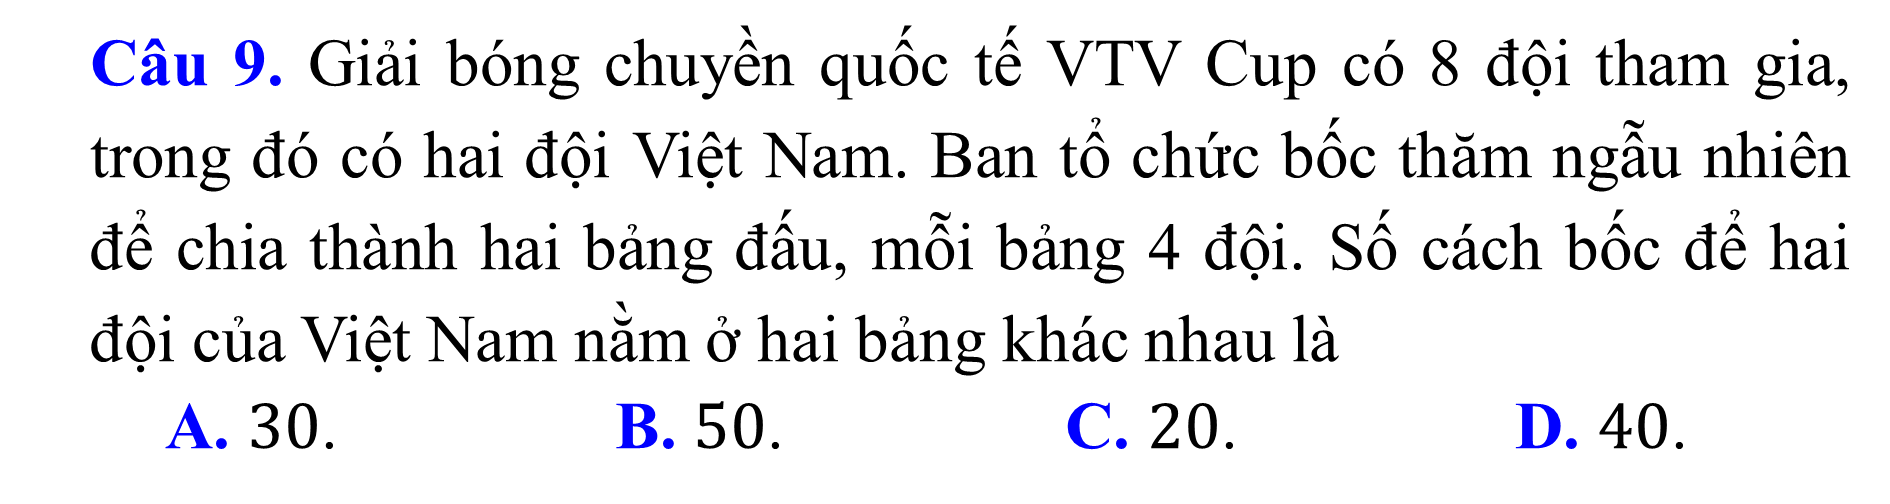 Câu 9. Giải bóng chuyền quốc tế VTV Cup có 8 đội tham gia,
trong đó có hai đội Việt Nam. Ban tổ chức bốc thăm ngẫu nhiên
để chia thành hai bảng đấu, mỗi bảng 4 đội. Số cách bốc để hai
đội của Việt Nam nằm ở hai bảng khác nhau là
A. 30. B. 50. C. 20. D. 40.